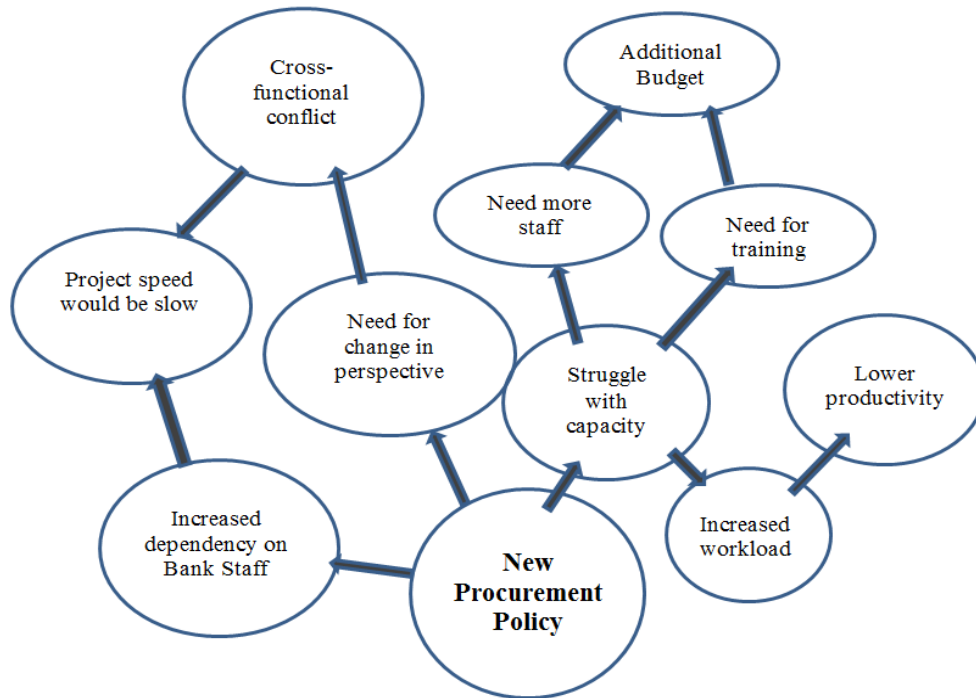 Cross-
functional
conflict
Additional
Budget
Need more
staff
Need for
training
Project speed
would be slow
Need for
change in
perspective
Struggle
with
capacity
Lower
productivity
Increased
dependency on
Bank Staff
New
Procurement
Policy
Increased
workload